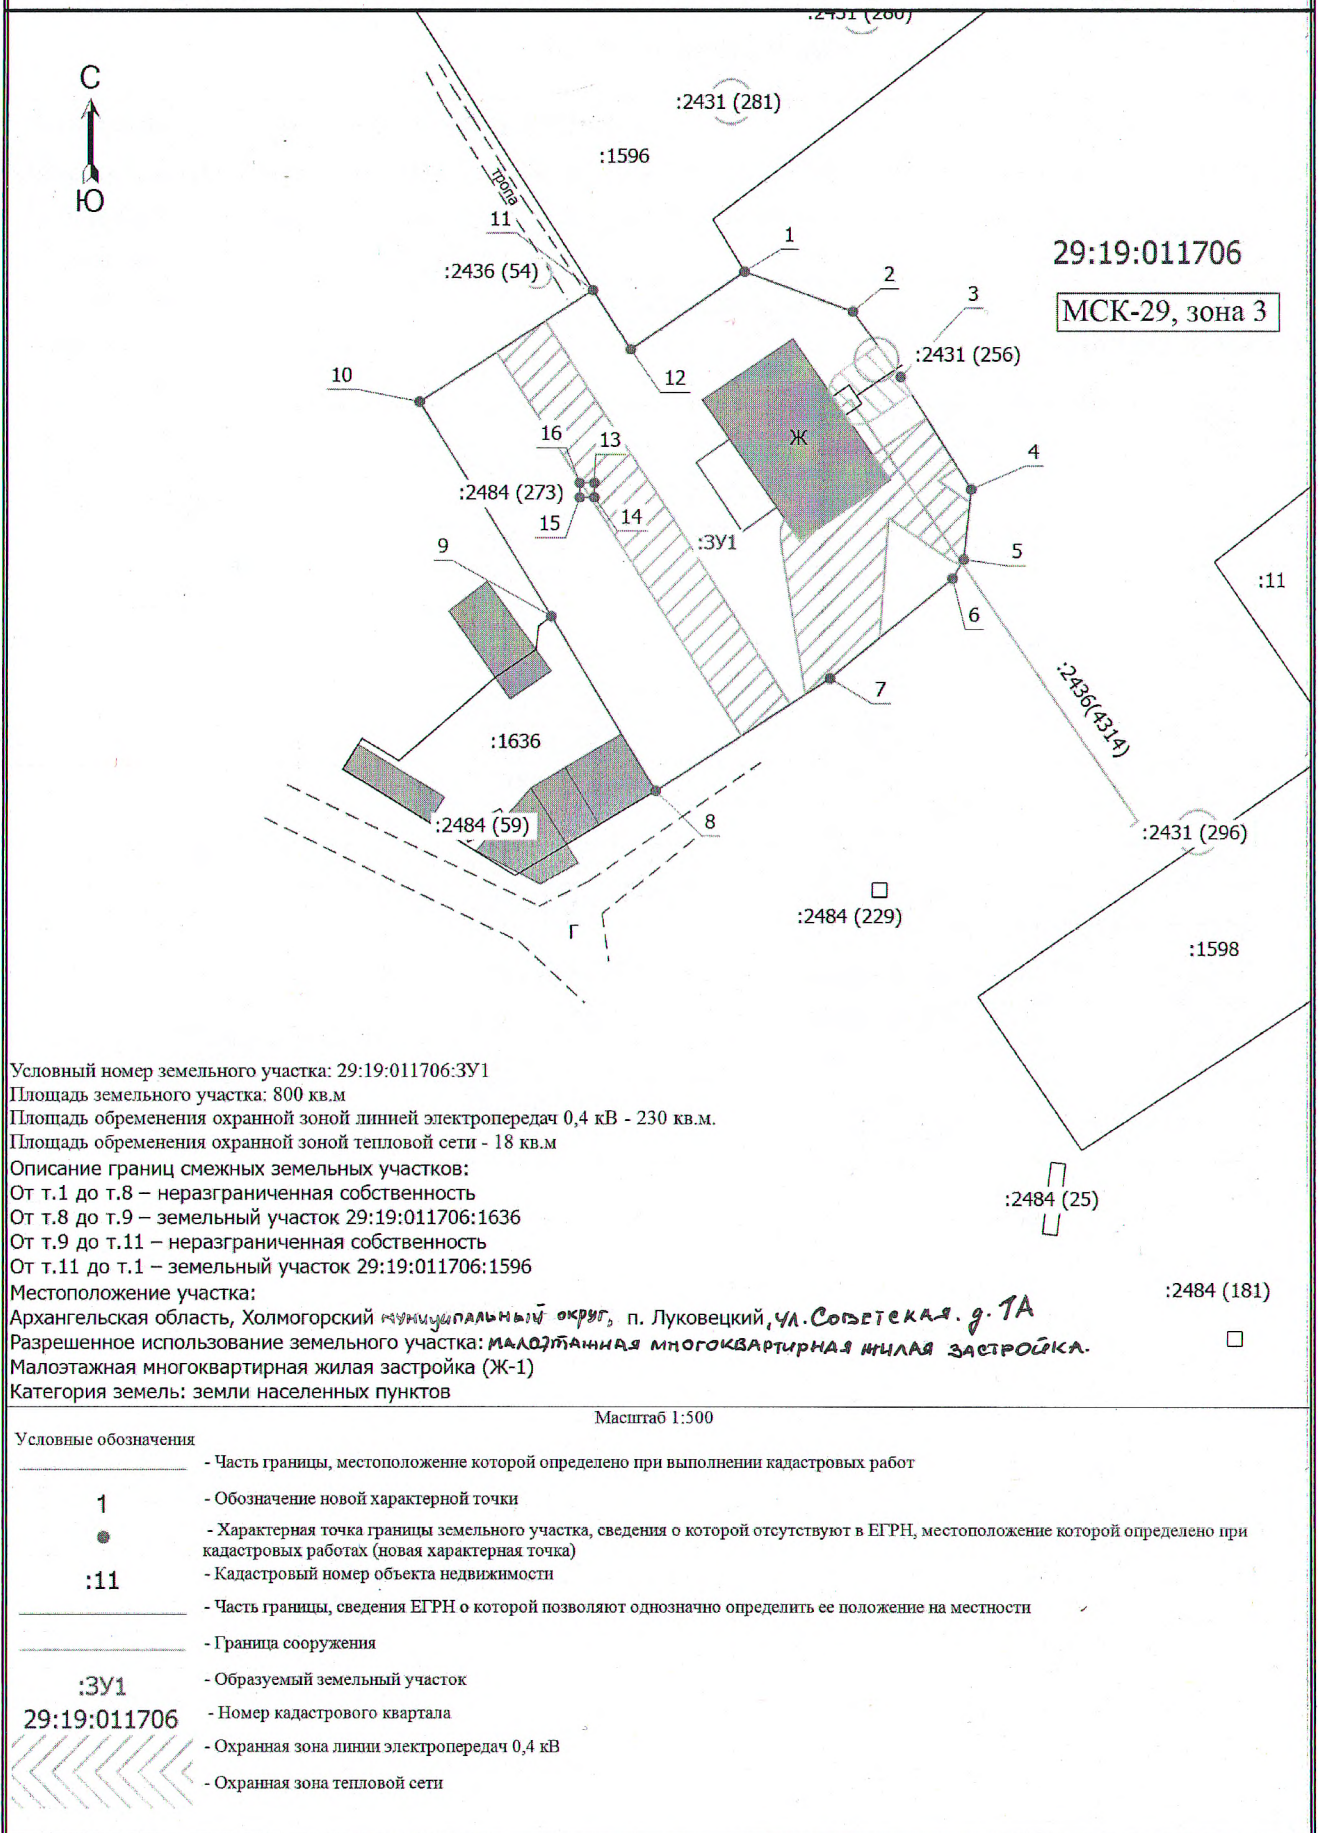 :2431 (280)
С
:2431 (281)
:1596
тропа
Ю
11
1
29:19:011706
:2436 (54)
2
3
МСК-29, зона 3
:2431 (256)
10
12
16
13
Ж
4
:2484 (273)
15
14
:ЗУ1
9
5
:11
6
7
:2436(4314)
:1636
:2484 (59)
8
:2431 (296)
:2484 (229)
Г
:1598
Условный номер земельного участка: 29:19:011706:ЗУ1
Площадь земельного участка: 800 кв.м
Площадь обременения охранной зоной линией электропередач 0,4 кВ - 230 кв.м.
Площадь обременения охранной зоной тепловой сети - 18 кв.м
Описание границ смежных земельных участков:
От т.1 до т.8 – неразграниченная собственность
:2484 (25)
От т.8 до т.9 – земельный участок 29:19:011706:1636
От т.9 до т.11 – неразграниченная собственность
От т.11 до т.1 – земельный участок 29:19:011706:1596
Местоположение участка:
:2484 (181)
Архангельская область, Холмогорский муниципальный округ, п. Луковецкий, ул. Советская. д. 1А
Разрешенное использование земельного участка: малоэтажная многоквартирная жилая застройка.
Малоэтажная многоквартирная жилая застройка (Ж-1)
Категория земель: земли населенных пунктов
Масштаб 1:500
Условные обозначения
- Часть границы, местоположение которой определено при выполнении кадастровых работ
1 - Обозначение новой характерной точки
- Характерная точка границы земельного участка, сведения о которой отсутствуют в ЕГРН, местоположение которой определено при
кадастровых работах (новая характерная точка)
:11 - Кадастровый номер объекта недвижимости
- Часть границы, сведения ЕГРН о которой позволяют однозначно определить ее положение на местности
- Граница сооружения
:ЗУ1 - Образуемый земельный участок
29:19:011706 - Номер кадастрового квартала
- Охранная зона линии электропередач 0,4 кВ
- Охранная зона тепловой сети